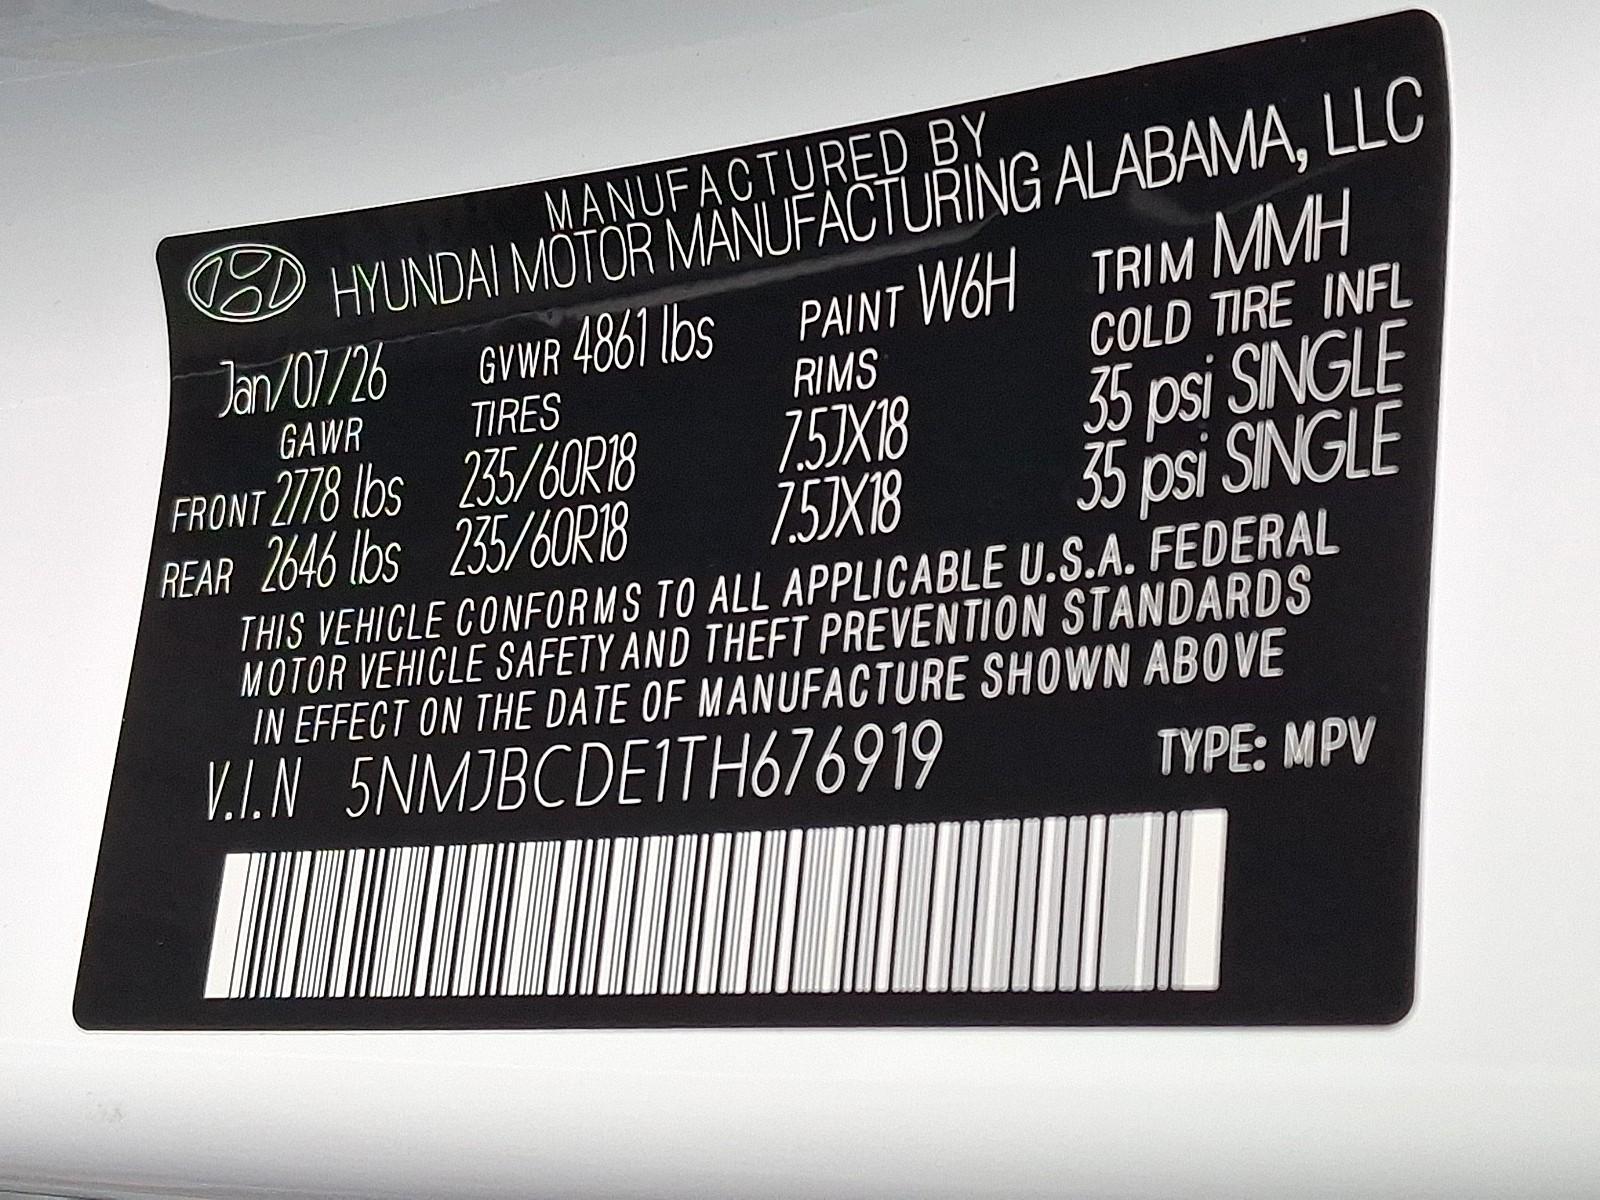 MANUFACTURED BY
HYUNDAI MOTOR MANUFACTURING ALABAMA, LLC
Jan/07/26 GVWR 4861 lbs PAINT W6H TRIM MMH
GAWR TIRES RIMS COLD TIRE INFL
FRONT 2778 lbs 235/60R18 7.5JX18 35 psi SINGLE
REAR 2646 lbs 235/60R18 7.5JX18 35 psi SINGLE
THIS VEHICLE CONFORMS TO ALL APPLICABLE U.S.A. FEDERAL
MOTOR VEHICLE SAFETY AND THEFT PREVENTION STANDARDS
IN EFFECT ON THE DATE OF MANUFACTURE SHOWN ABOVE
V.I.N 5NMJBCDE1TH676919 TYPE: MPV